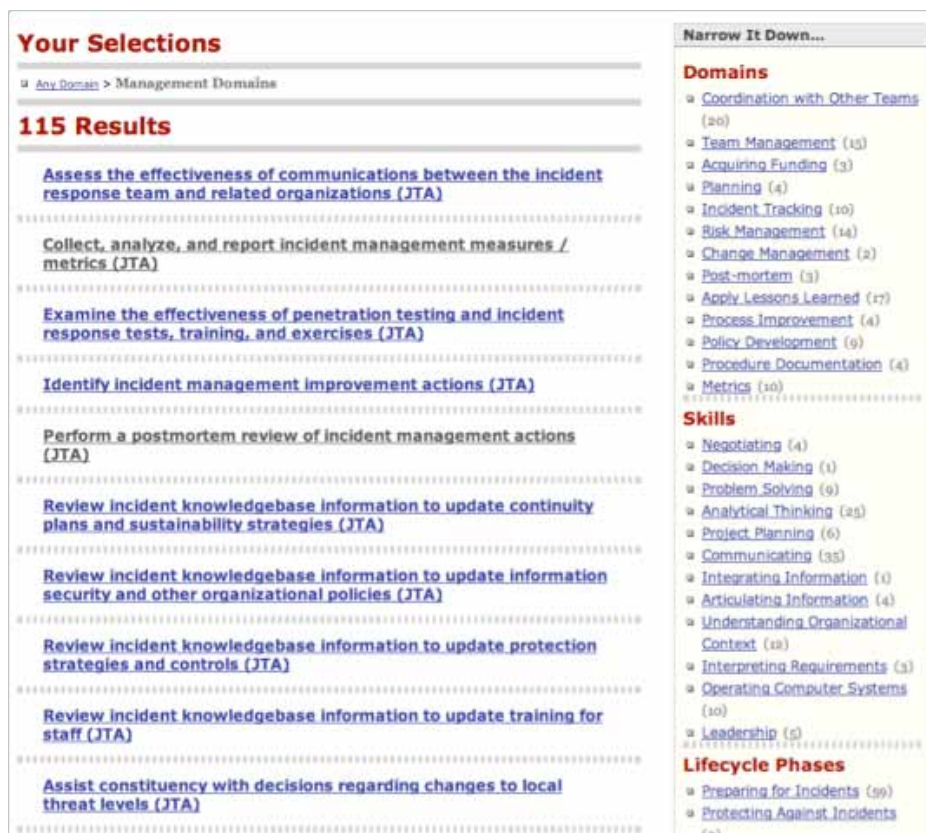 Your Selections
Any Domain > Management Domains
115 Results
Assess the effectiveness of communications between the incident
response team and related organizations (JTA)
Collect, analyze, and report incident management measures /
metrics (JTA)
Examine the effectiveness of penetration testing and incident
response tests, training, and exercises (JTA)
Identify incident management improvement actions (JTA)
Perform a postmortem review of incident management actions
(JTA)
Review incident knowledgebase information to update continuity
plans and sustainability strategies (JTA)
Review incident knowledgebase information to update information
security and other organizational policies (JTA)
Review incident knowledgebase information to update protection
strategies and controls (JTA)
Review incident knowledgebase information to update training for
staff (JTA)
Assist constituency with decisions regarding changes to local
threat levels (JTA)
Narrow It Down...
Domains
Coordination with Other Teams
(20)
Team Management (15)
Acquiring Funding (3)
Planning (4)
Incident Tracking (10)
Risk Management (14)
Change Management (2)
Post-mortem (3)
Apply Lessons Learned (17)
Process Improvement (4)
Policy Development (9)
Procedure Documentation (4)
Metrics (10)
Skills
Negotiating (4)
Decision Making (1)
Problem Solving (9)
Analytical Thinking (25)
Project Planning (6)
Communicating (35)
Integrating Information (1)
Articulating Information (4)
Understanding Organizational
Context (12)
Interpreting Requirements (3)
Operating Computer Systems
(10)
Leadership (5)
Lifecycle Phases
Preparing for Incidents (59)
Protecting Against Incidents